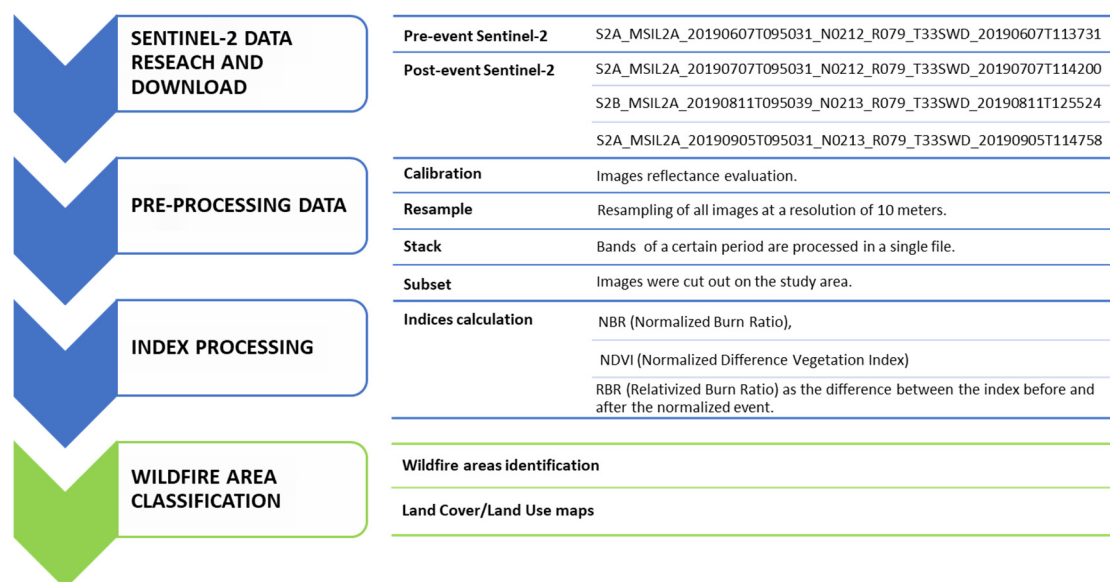 SENTINEL-2 DATA
RESEACH AND
DOWNLOAD
Pre-event Sentinel-2
S2A_MSIL2A_20190607T095031_N0212_R079_T33SWD_20190607T113731
Post-event Sentinel-2
S2A_MSIL2A_20190707T095031_N0212_R079_T33SWD_20190707T114200
S2B_MSIL2A_20190811T095039_N0213_R079_T33SWD_20190811T125524
S2A_MSIL2A_20190905T095031_N0213_R079_T33SWD_20190905T114758
PRE-PROCESSING DATA
Calibration
Images reflectance evaluation.
Resample
Resampling of all images at a resolution of 10 meters.
Stack
Bands of a certain period are processed in a single file.
Subset
Images were cut out on the study area.
INDEX PROCESSING
Indices calculation
NBR (Normalized Burn Ratio),
NDVI (Normalized Difference Vegetation Index)
RBR (Relativized Burn Ratio) as the difference between the index before and
after the normalized event.
WILDFIRE AREA
CLASSIFICATION
Wildfire areas identification
Land Cover/Land Use maps